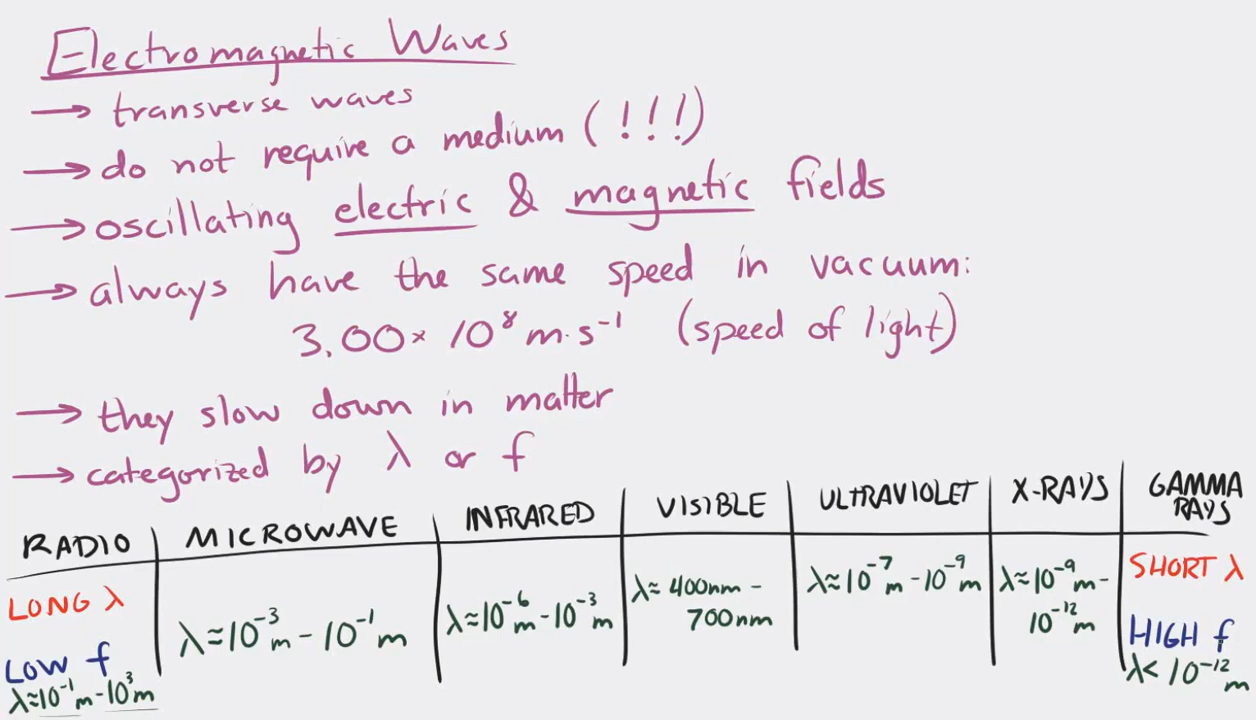 Electromagnetic Waves
→ transverse waves
→ do not require a medium (!!!)
→ oscillating electric & magnetic fields
→ always have the same speed in vacuum:
3.00 × 10⁸ m·s⁻¹ (speed of light)
→ they slow down in matter
→ categorized by λ or f
RADIO
LONG λ
LOW f
λ≈10⁻¹m-10³m
MICROWAVE
λ≈10⁻³m-10⁻¹m
INFRARED
λ≈10⁻⁶m-10⁻³m
VISIBLE
λ≈400nm-
700nm
ULTRAVIOLET
λ≈10⁻⁷m-10⁻⁹m
X-RAYS
λ≈10⁻⁹m-
10⁻¹²m
GAMMA
RAYS
SHORT λ
HIGH f
λ<10⁻¹²m